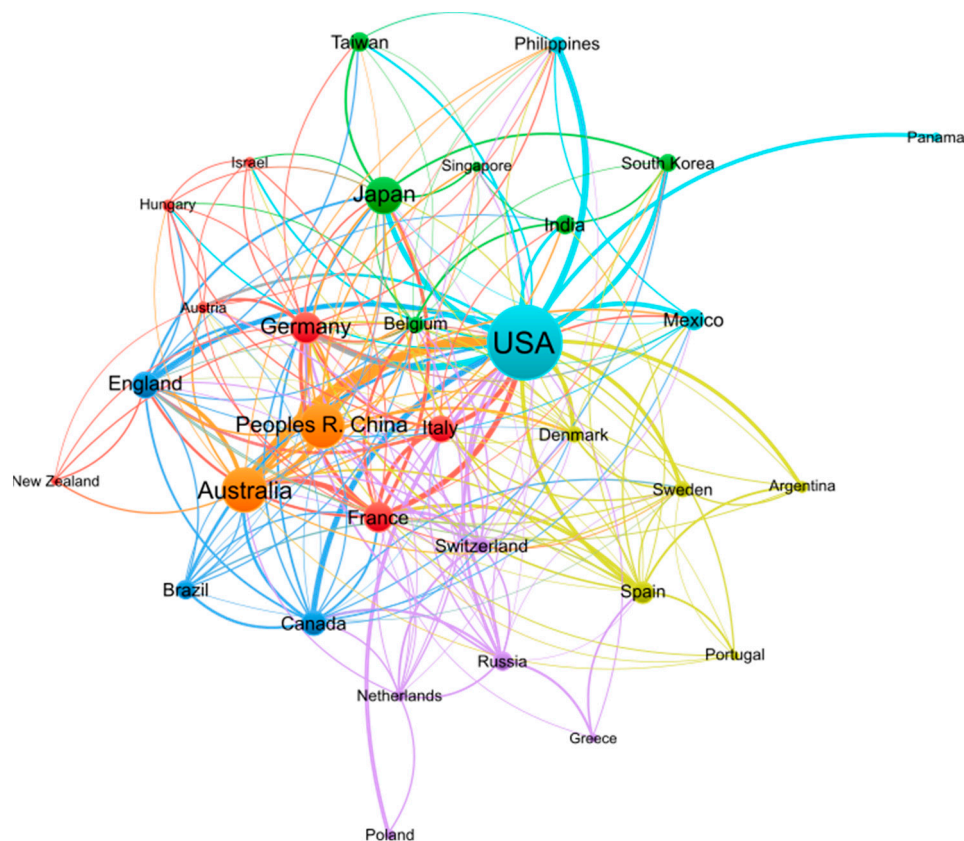 Taiwan
Philippines
Panama
Israel
Singapore
South Korea
Japan
Hungary
India
Austria
Germany
Belgium
Mexico
USA
England
Peoples R. China
Italy
Denmark
New Zealand
Australia
Sweden
Argentina
France
Switzerland
Brazil
Spain
Canada
Portugal
Russia
Netherlands
Greece
Poland